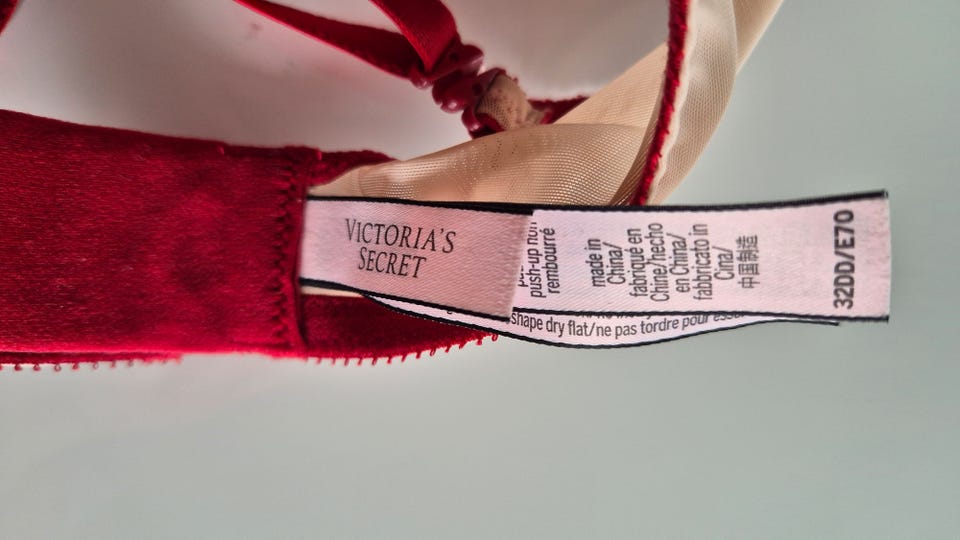 VICTORIA'S
SECRET
push-up non
rembourré
made in
China/
fabriqué en
Chine/hecho
en China/
fabbricato in
Cina/
中国制造
32DD/E70
shape dry flat/ne pas tordre pour